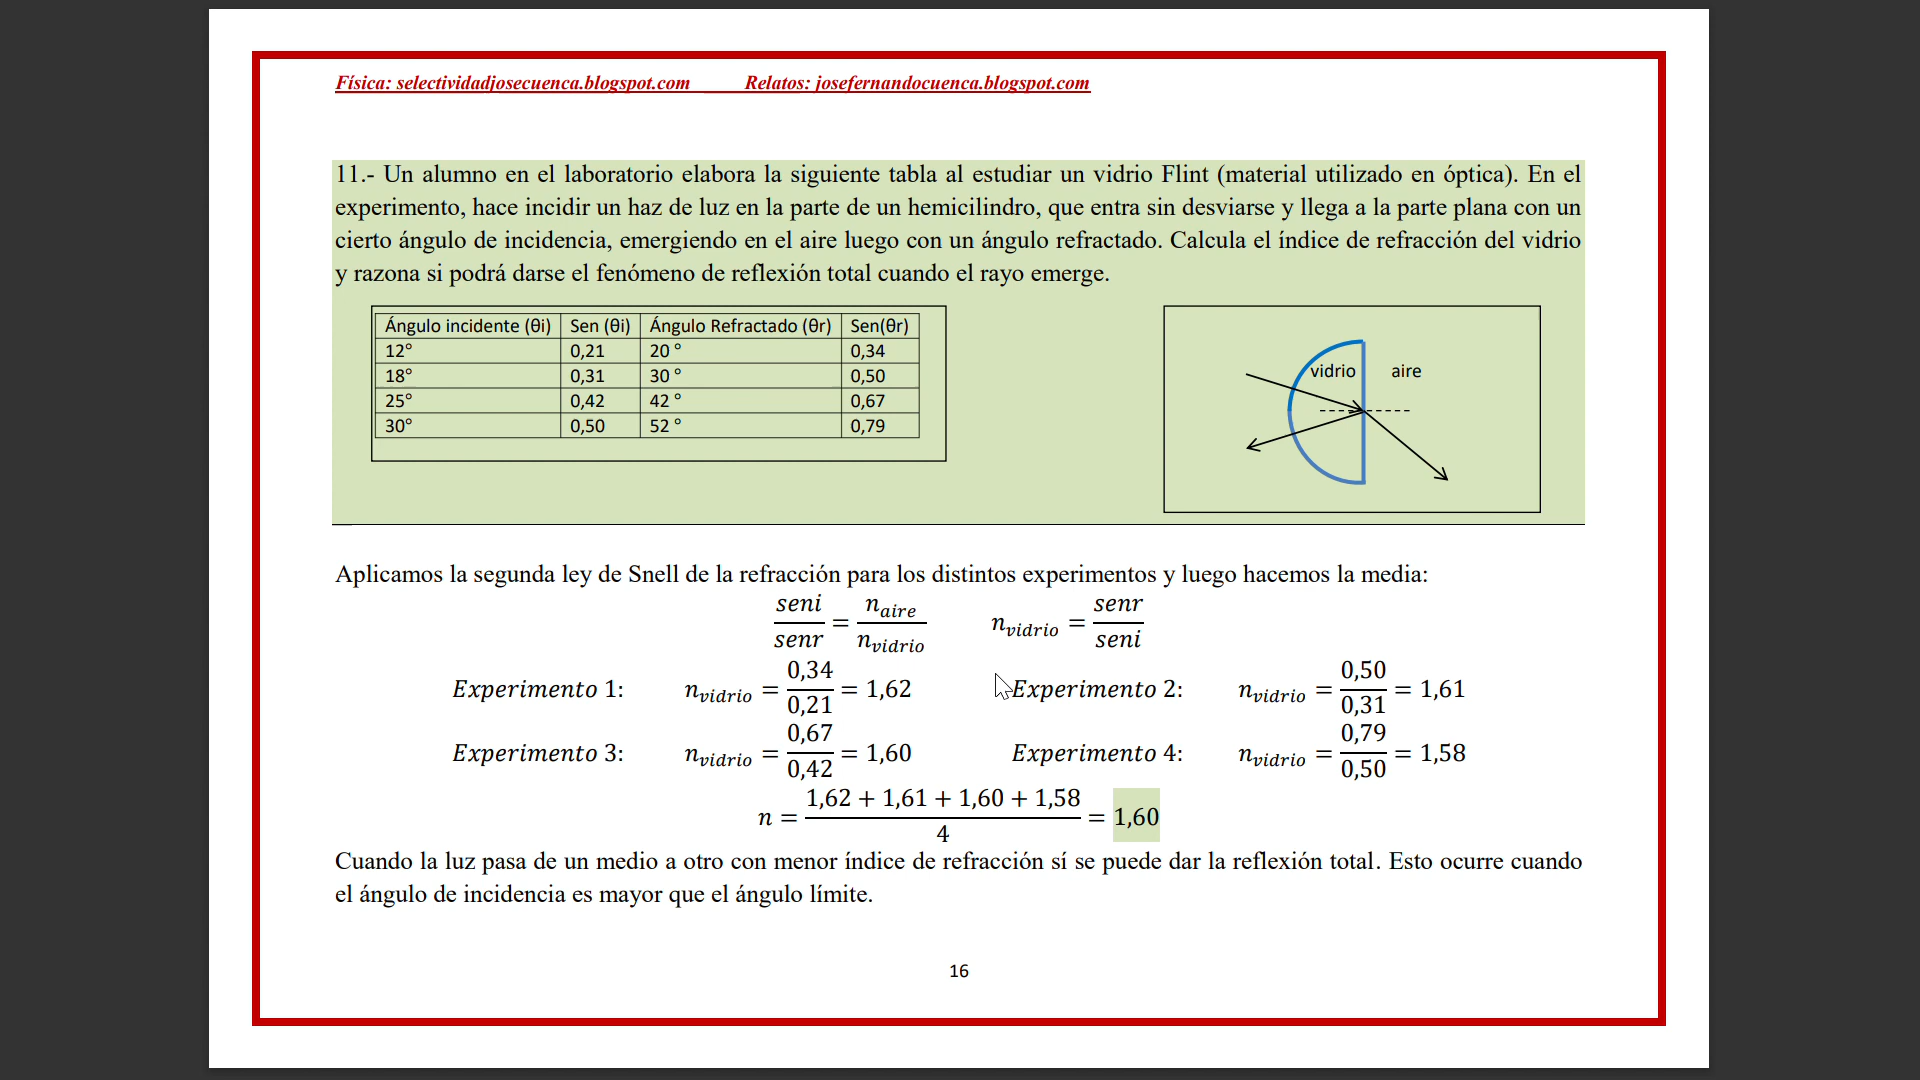 Física: selectividadjosecuenca.blogspot.com Relatos: josefernandocuenca.blogspot.com
11.- Un alumno en el laboratorio elabora la siguiente tabla al estudiar un vidrio Flint (material utilizado en óptica). En el
experimento, hace incidir un haz de luz en la parte de un hemicilindro, que entra sin desviarse y llega a la parte plana con un
cierto ángulo de incidencia, emergiendo en el aire luego con un ángulo refractado. Calcula el índice de refracción del vidrio
y razona si podrá darse el fenómeno de reflexión total cuando el rayo emerge.
Ángulo incidente (θi) Sen (θi) Ángulo Refractado (θr) Sen(θr)
12° 0,21 20 ° 0,34
18° 0,31 30 ° 0,50
25° 0,42 42 ° 0,67
30° 0,50 52 ° 0,79
vidrio aire
Aplicamos la segunda ley de Snell de la refracción para los distintos experimentos y luego hacemos la media:
seni/senr = n_aire/n_vidrio n_vidrio = senr/seni
Experimento 1: n_vidrio = 0,34/0,21 = 1,62 Experimento 2: n_vidrio = 0,50/0,31 = 1,61
Experimento 3: n_vidrio = 0,67/0,42 = 1,60 Experimento 4: n_vidrio = 0,79/0,50 = 1,58
n = (1,62 + 1,61 + 1,60 + 1,58)/4 = 1,60
Cuando la luz pasa de un medio a otro con menor índice de refracción sí se puede dar la reflexión total. Esto ocurre cuando
el ángulo de incidencia es mayor que el ángulo límite.
16